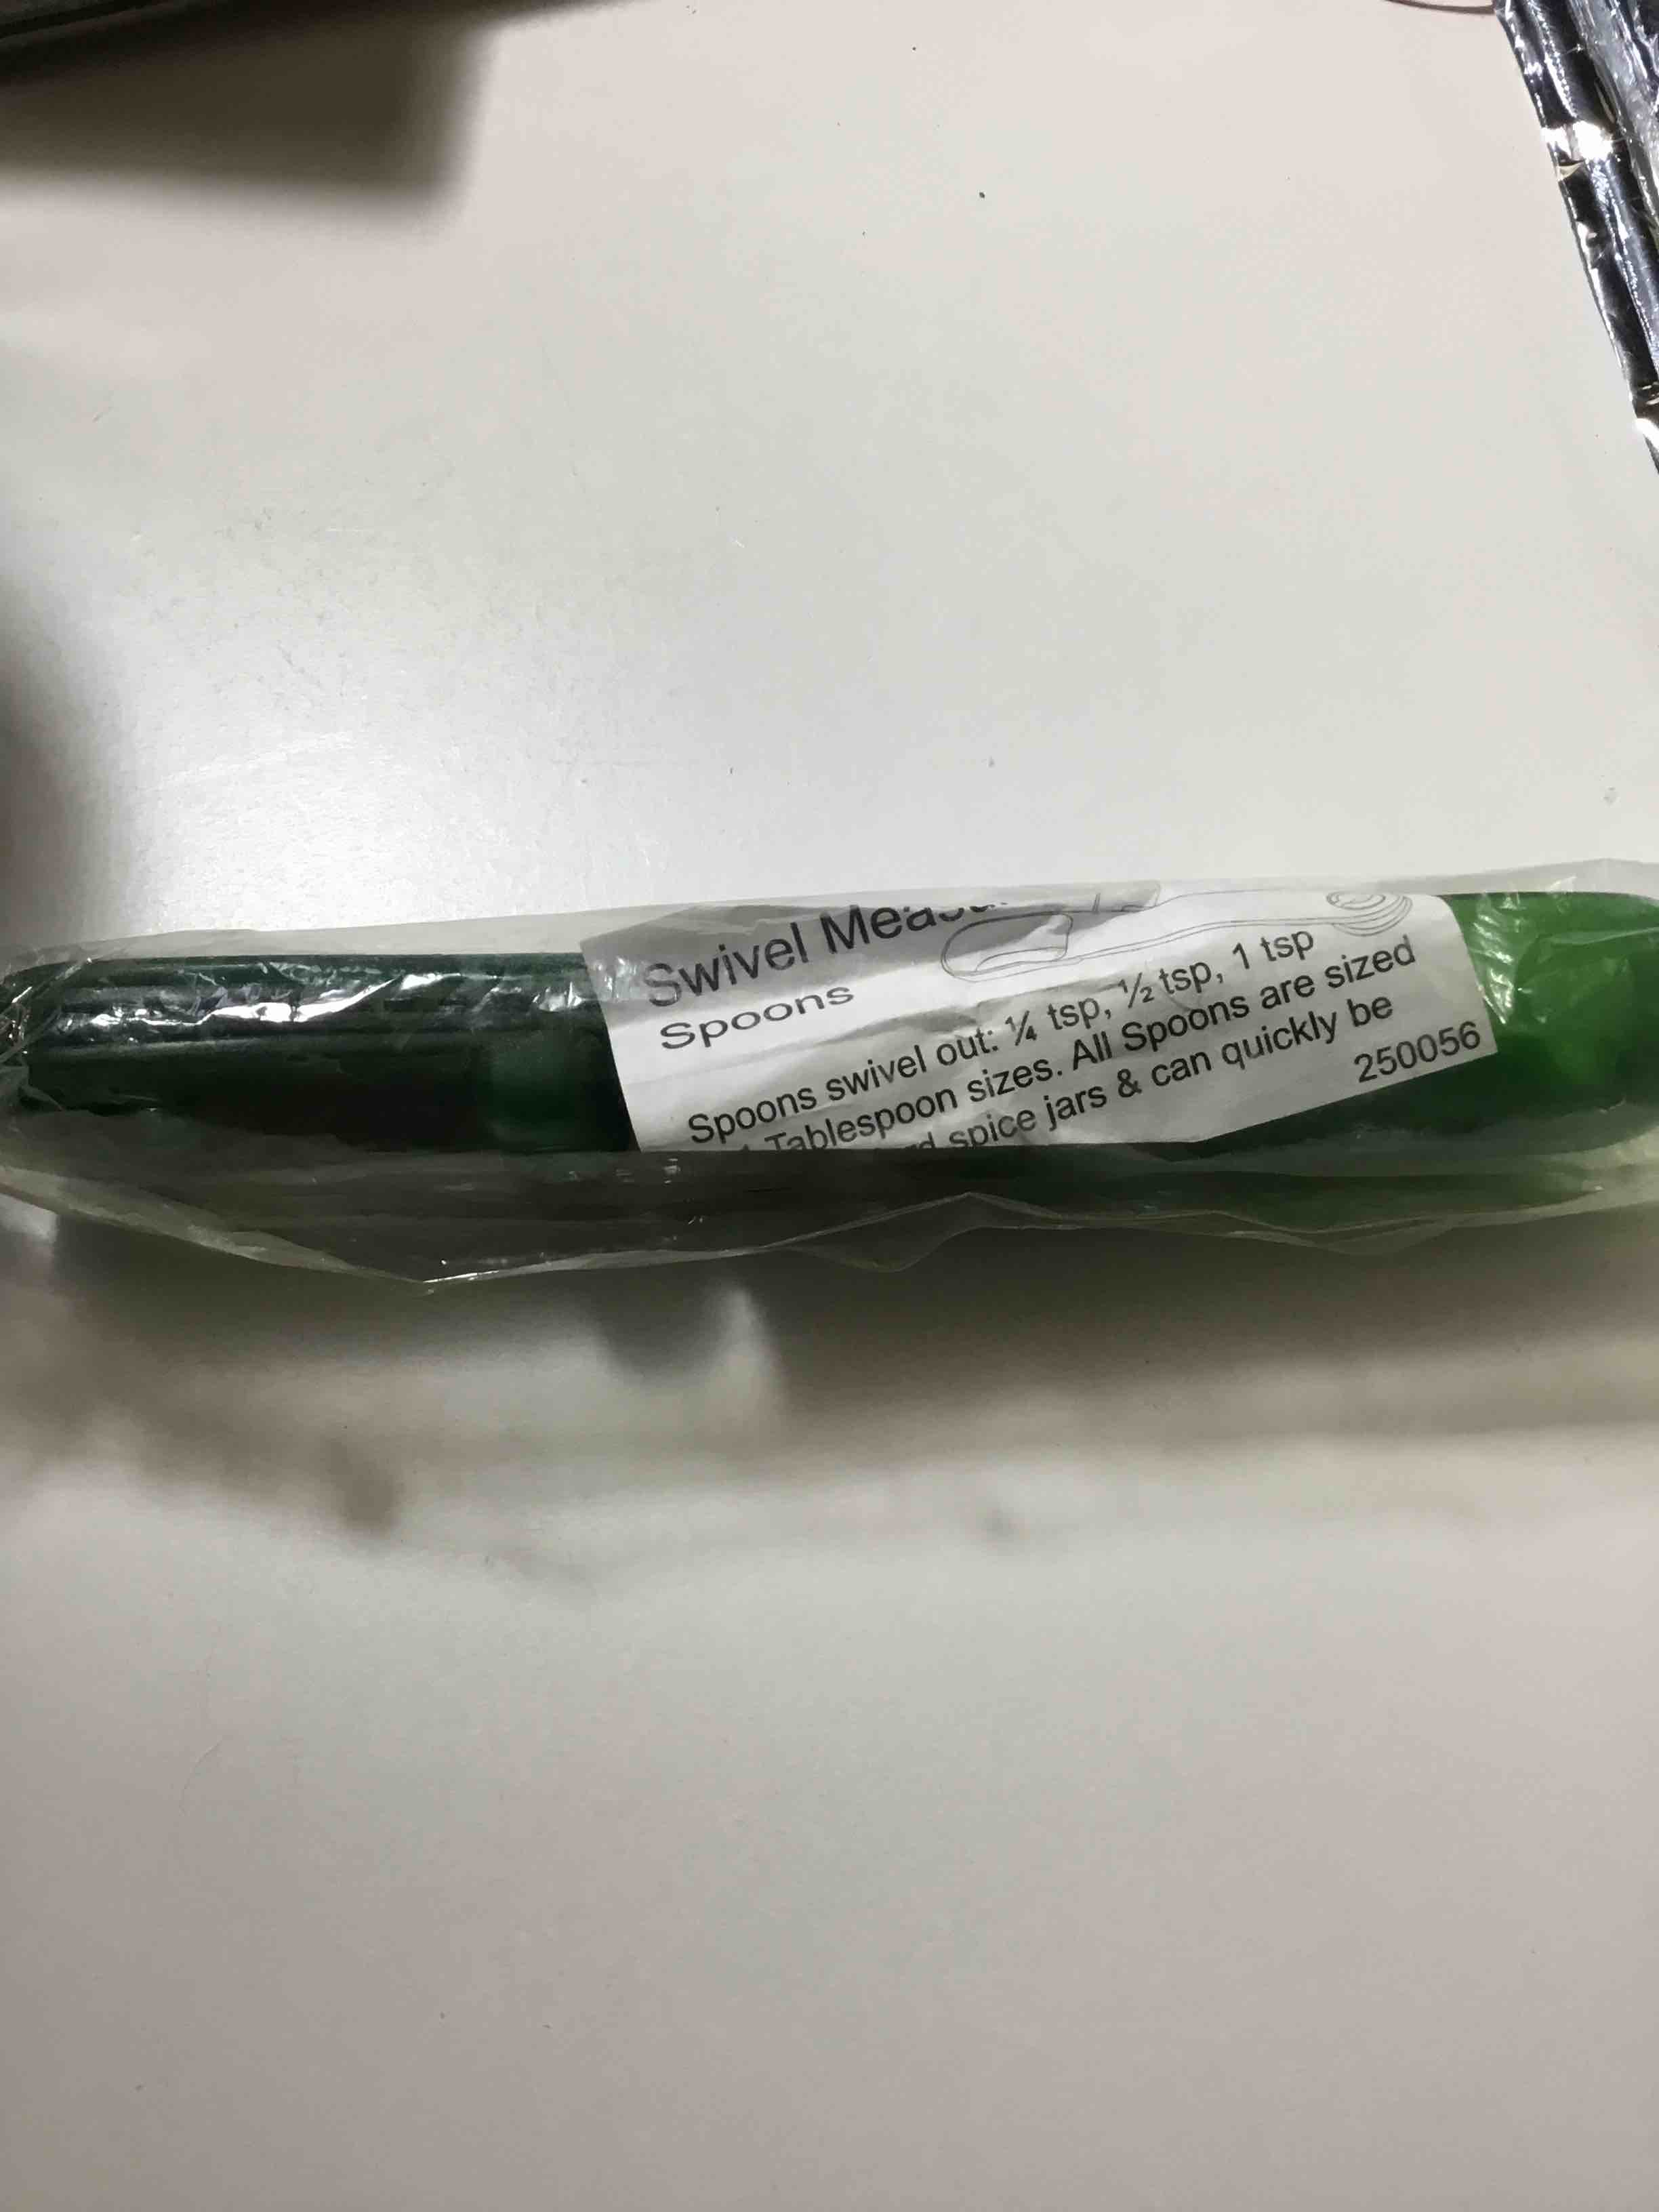 Swivel
Spoons
Spoons swivel out: ¼ tsp, ½ tsp, 1 tsp
Tablespoon sizes. All Spoons are sized
spice jars & can quickly be
250056